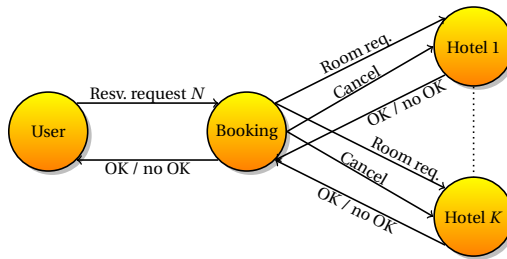 Hotel 1
Room req.
Cancel
OK / no OK
Resv. request N
User
Booking
OK / no OK
Room req.
Cancel
OK / no OK
Hotel K